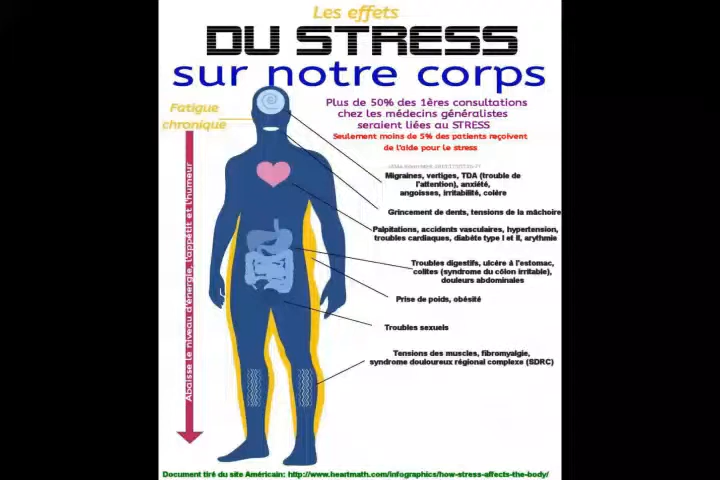 Les effets
DU STRESS
sur notre corps
Fatigue
chronique
Plus de 50% des 1ères consultations
chez les médecins généralistes
seraient liées au STRESS
Seulement moins de 5% des patients reçoivent
de l'aide pour le stress
Migraines, vertiges, TDA (trouble de
l'attention), anxiété,
angoisses, irritabilité, colère
Grincement de dents, tensions de la mâchoire
Palpitations, accidents vasculaires, hypertension,
troubles cardiaques, diabète type I et II, arythmie
Troubles digestifs, ulcère à l'estomac,
colites (syndrome du côlon irritable),
douleurs abdominales
Prise de poids, obésité
Troubles sexuels
Tensions des muscles, fibromyalgie,
syndrome douloureux régional complexe (SDRC)
Abaisse le niveau d'énergie, l'appétit et l'humeur
Document tiré du site Américain: http://www.heartmath.com/infographics/how-stress-affects-the-body/